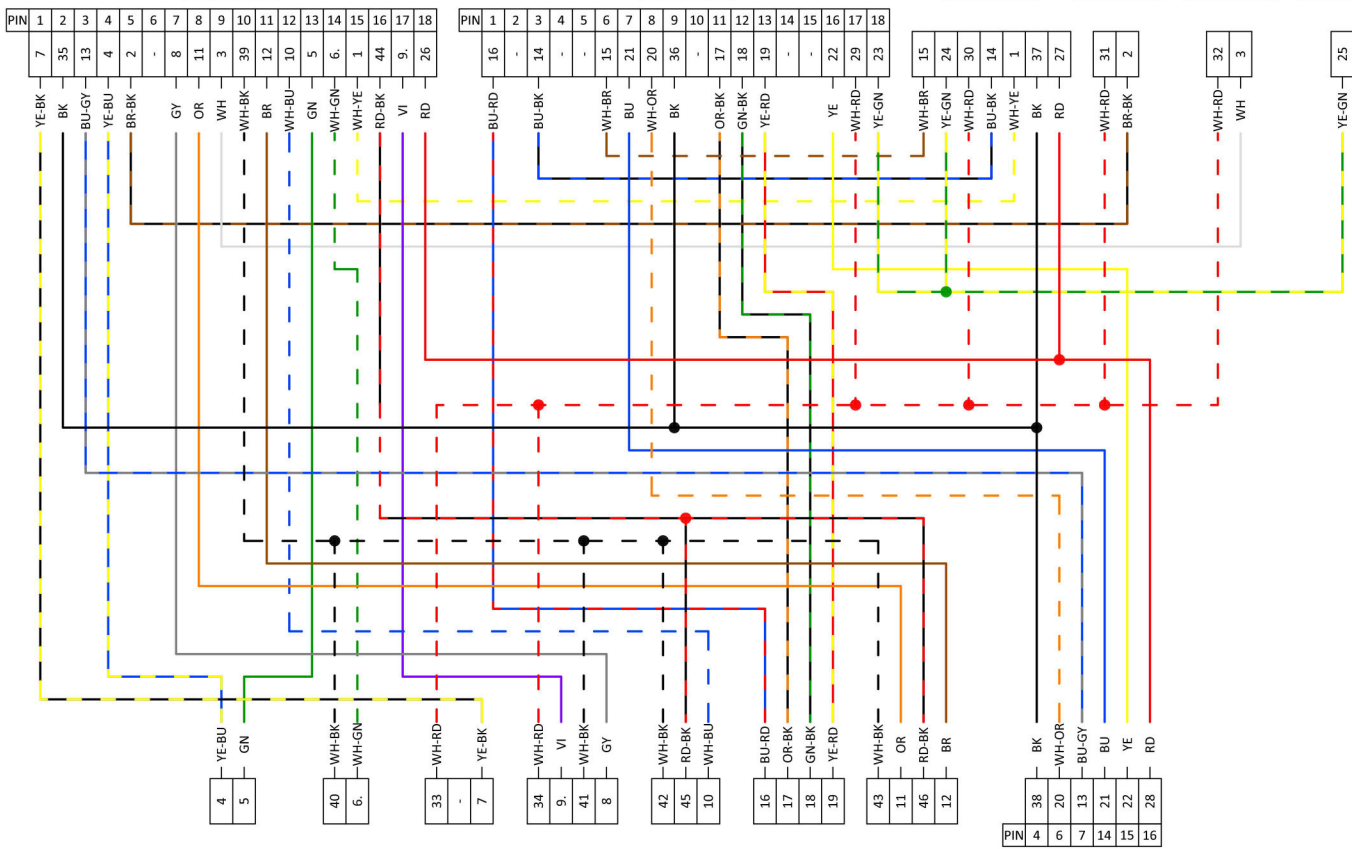 PIN 1 2 3 4 5 6 7 8 9 10 11 12 13 14 15 16 17 18
7 35 13 4 2 - 8 11 3 39 12 10 5 6. 1 44 9. 26
YE-BK BK BU-GY YE-BU BR-BK GY OR WH WH-BK BR WH-BU GN WH-GN WH-YE RD-BK VI RD
PIN 1 2 3 4 5 6 7 8 9 10 11 12 13 14 15 16 17 18
16 - 14 - - 15 21 20 36 - 17 18 19 - - 22 29 23
BU-RD BU-BK WH-BR BU WH-OR BK OR-BK GN-BK YE-RD YE WH-RD YE-GN
15 24 30 14 1 37 27
WH-BR YE-GN WH-RD BU-BK WH-YE BK RD
31 2
WH-RD BR-BK
32 3
WH-RD WH
25
YE-GN
YE-BU GN
4 5
WH-BK WH-GN
40 6.
WH-RD YE-BK
33 - 7
WH-RD VI WH-BK GY
34 9. 41 8
WH-BK RD-BK WH-BU
42 45 10
BU-RD OR-BK GN-BK YE-RD
16 17 18 19
WH-BK OR RD-BK BR
43 11 46 12
BK WH-OR BU-GY BU YE RD
38 20 13 21 22 28
PIN 4 6 7 14 15 16